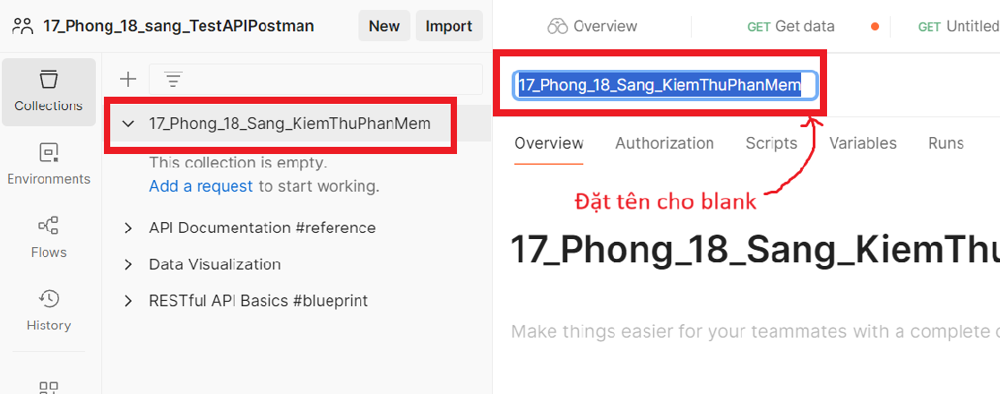 17_Phong_18_sang_TestAPIPostman
New
Import
Overview
GET Get data
GET Untitled
Collections
17_Phong_18_Sang_KiemThuPhanMem
17_Phong_18_Sang_KiemThuPhanMem
This collection is empty.
Add a request to start working.
Environments
API Documentation #reference
Data Visualization
RESTful API Basics #blueprint
Flows
History
Overview
Authorization
Scripts
Variables
Runs
Đặt tên cho blank
17_Phong_18_Sang_KiemThu
Make things easier for your teammates with a complete